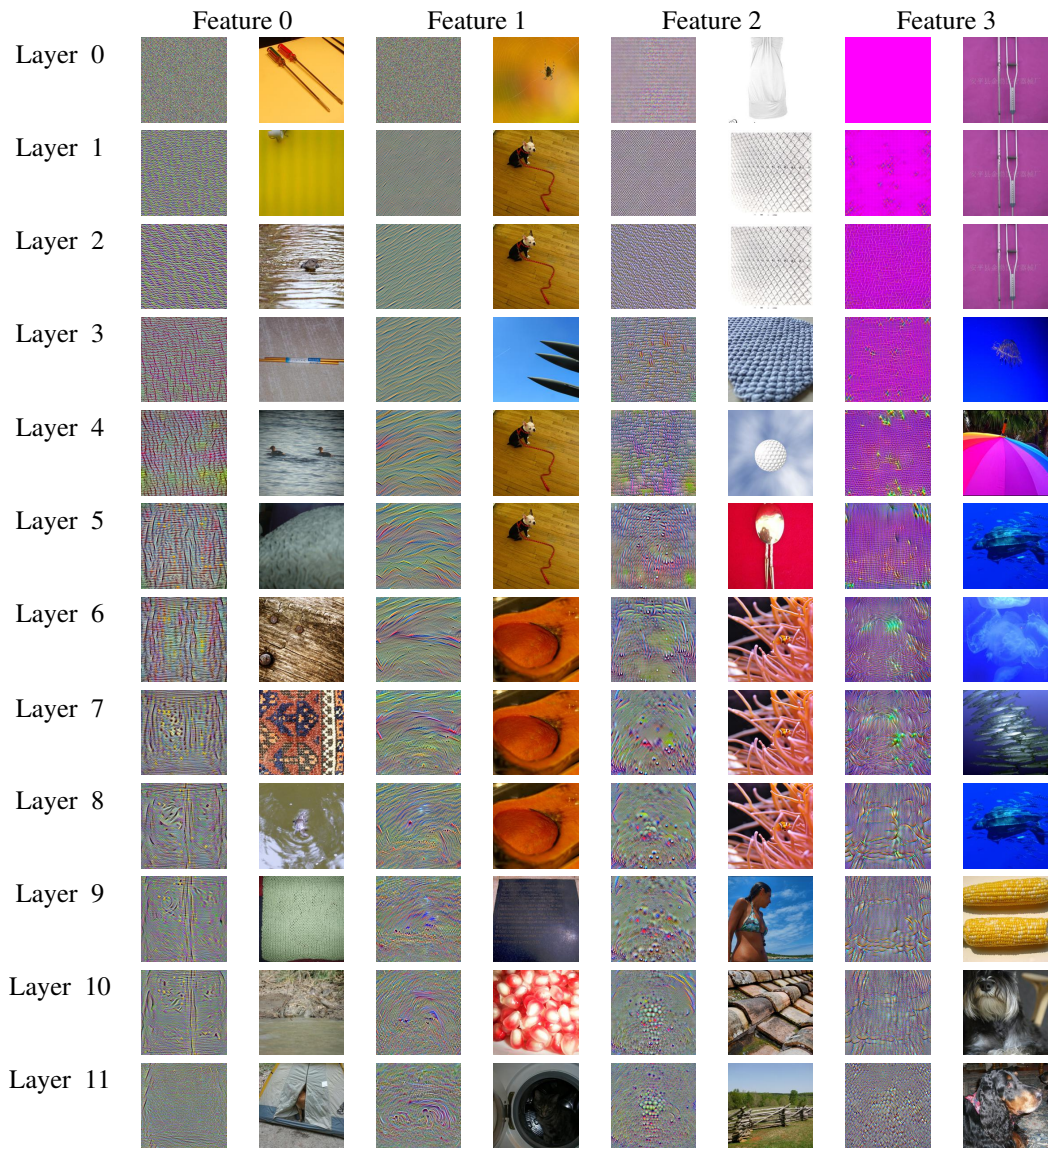 Feature 0 Feature 1 Feature 2 Feature 3
Layer 0
Layer 1
Layer 2
Layer 3
Layer 4
Layer 5
Layer 6
Layer 7
Layer 8
Layer 9
Layer 10
Layer 11